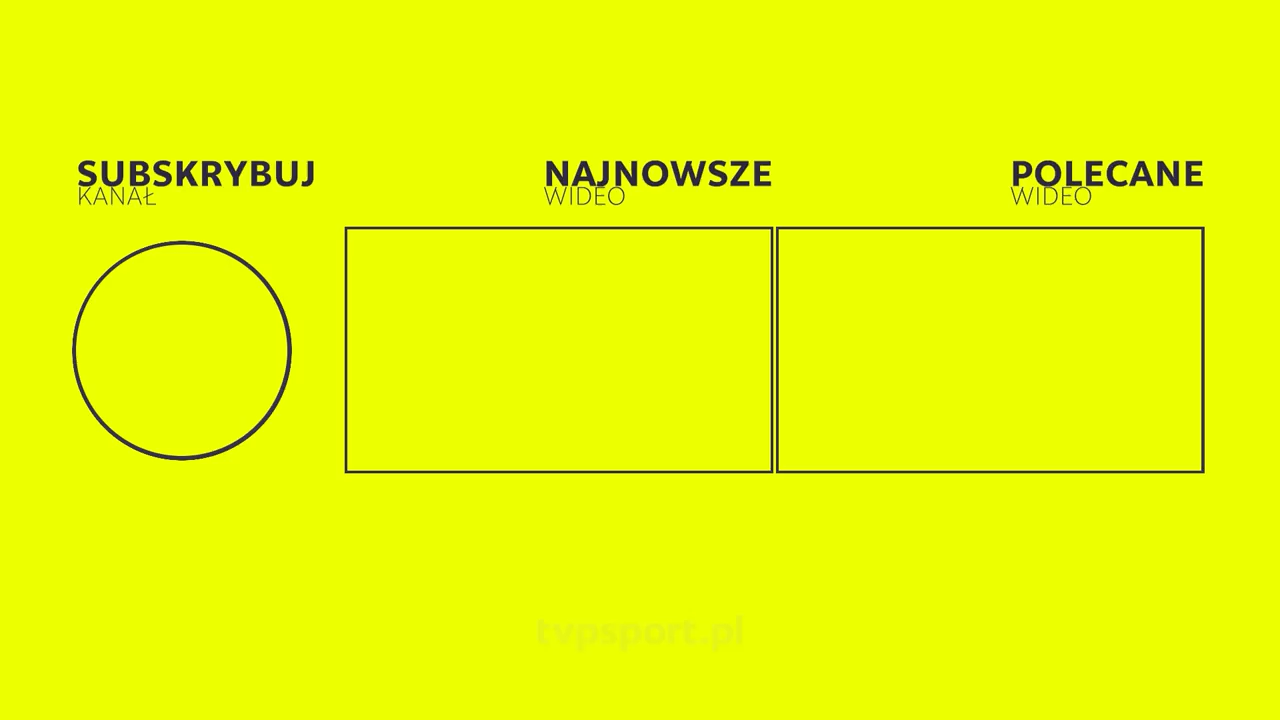 SUBSKRYBUJ
KANAŁ
NAJNOWSZE
WIDEO
POLECANE
WIDEO
tvpsport.pl